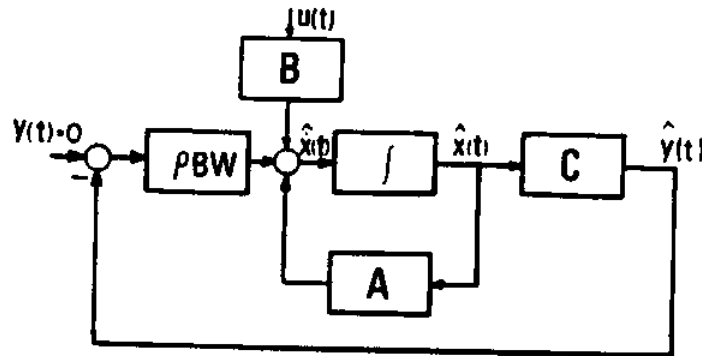 u(t)
B
y(t)=0
ρBW
x̂(t)
∫
x̂(t)
C
ŷ(t)
−
A